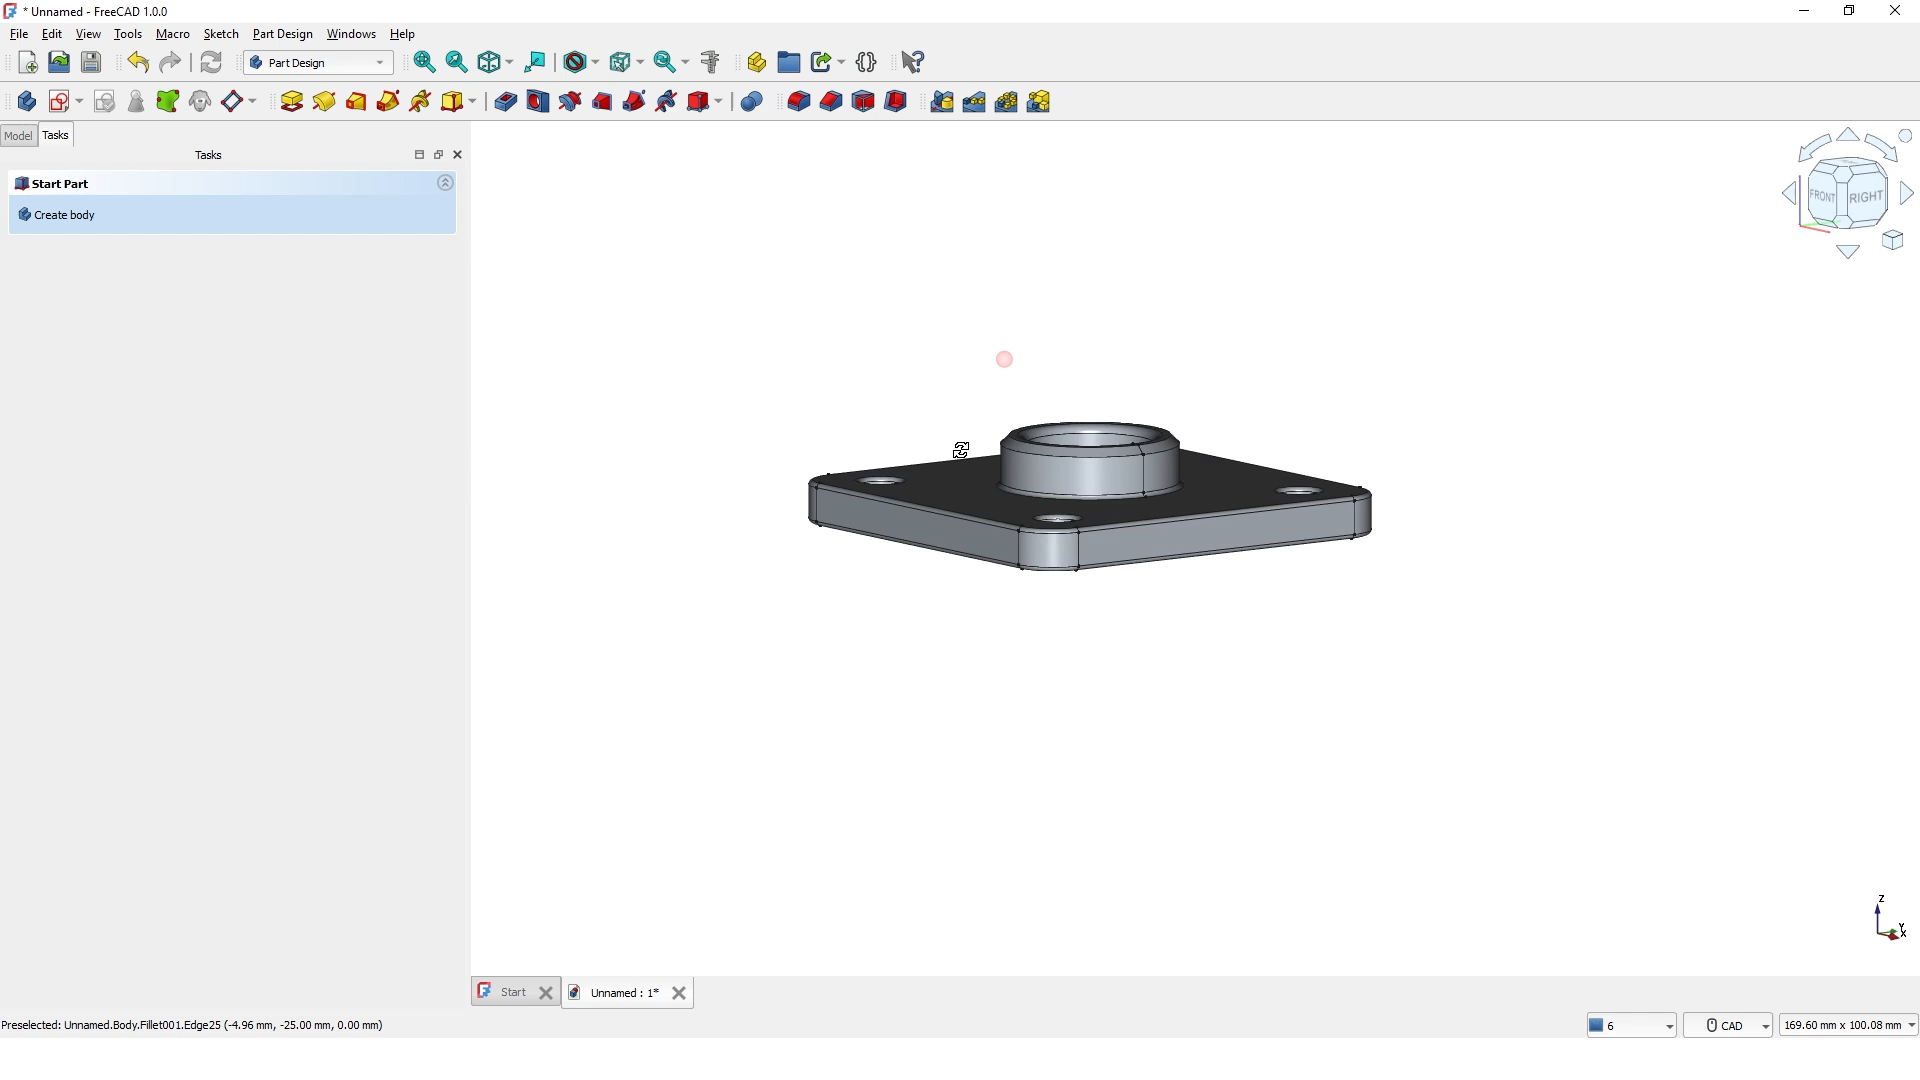 * Unnamed - FreeCAD 1.0.0
File Edit View Tools Macro Sketch Part Design Windows Help
Part Design
Model Tasks
Tasks
Start Part
Create body
FRONT RIGHT
Z
Y
X
Start Unnamed : 1*
Preselected: Unnamed.Body.Fillet001.Edge25 (-4.96 mm, -25.00 mm, 0.00 mm)
6 CAD 169.60 mm x 100.08 mm